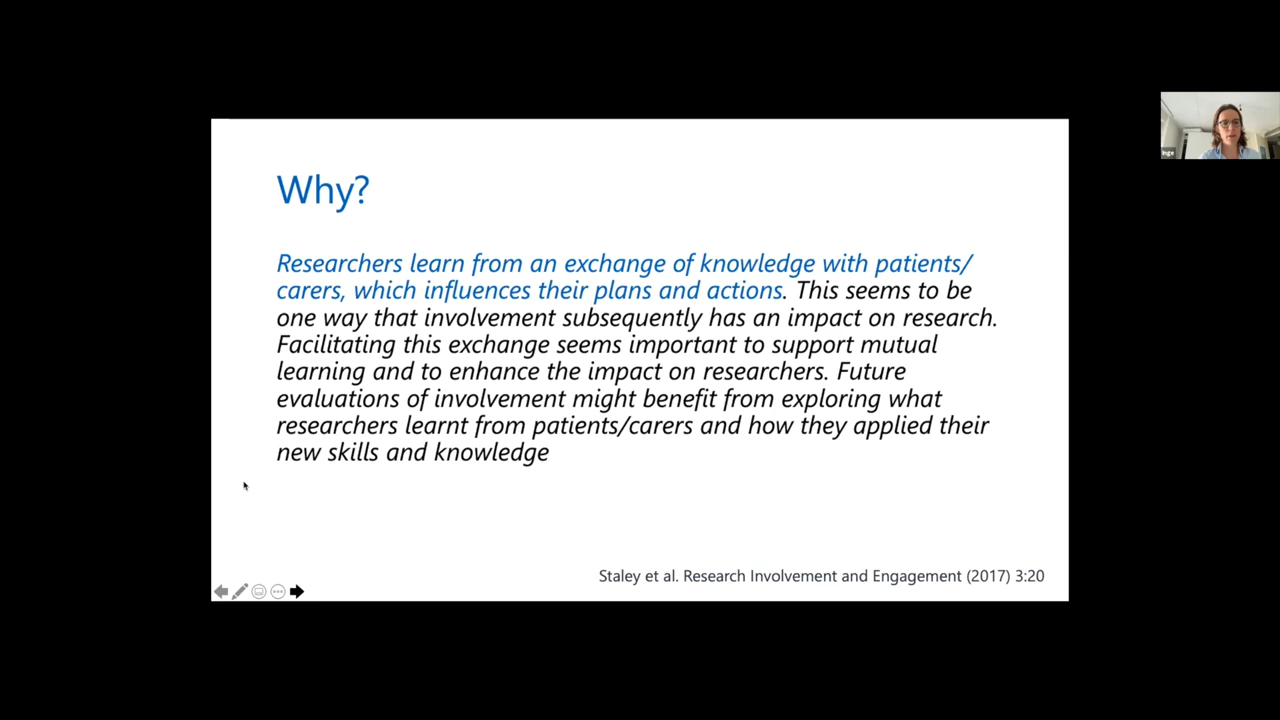 Why?
Researchers learn from an exchange of knowledge with patients/
carers, which influences their plans and actions. This seems to be
one way that involvement subsequently has an impact on research.
Facilitating this exchange seems important to support mutual
learning and to enhance the impact on researchers. Future
evaluations of involvement might benefit from exploring what
researchers learnt from patients/carers and how they applied their
new skills and knowledge
Staley et al. Research Involvement and Engagement (2017) 3:20
Inge